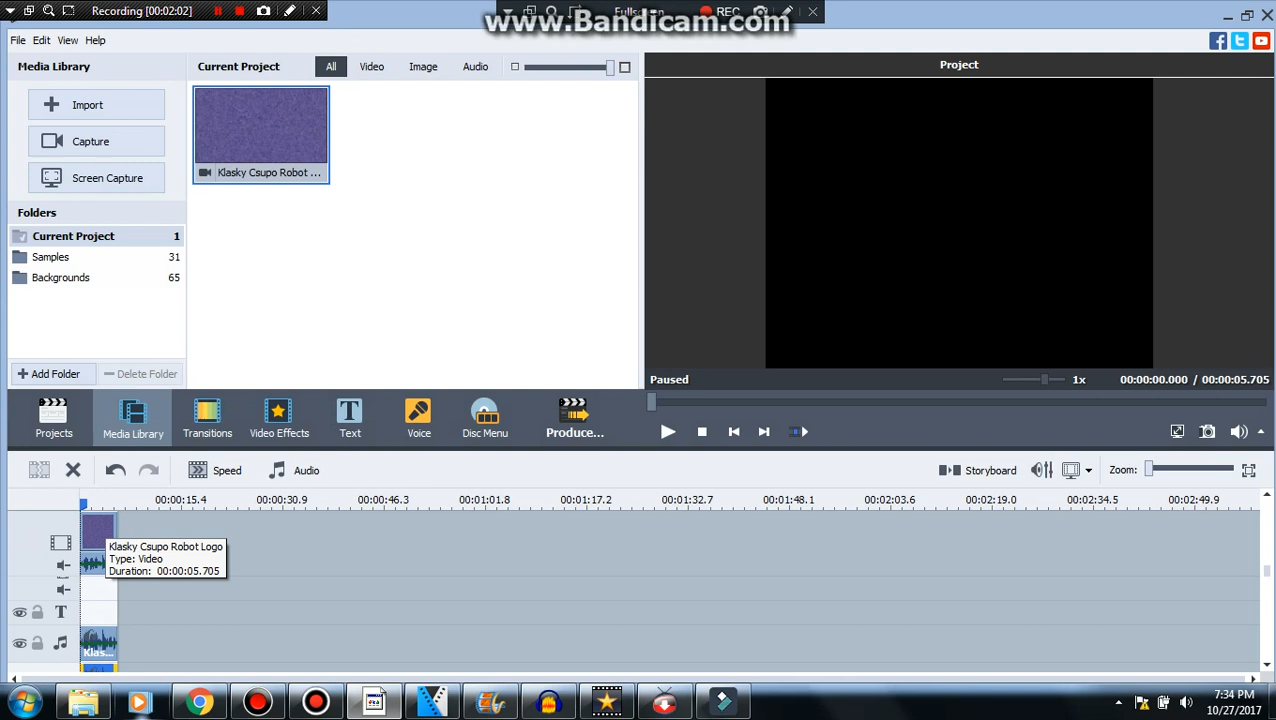 Recording [00:02:02]
www.Bandicam.com
REC
File Edit View Help
Media Library
Current Project
All Video Image Audio
Project
Import
Capture
Screen Capture
Klasky Csupo Robot ...
Folders
Current Project 1
Samples 31
Backgrounds 65
Add Folder
Delete Folder
Paused
1x
00:00:00.000 / 00:00:05.705
Projects
Media Library
Transitions
Video Effects
Text
Voice
Disc Menu
Produce...
Speed
Audio
Storyboard
Zoom:
00:00:15.4 00:00:30.9 00:00:46.3 00:01:01.8 00:01:17.2 00:01:32.7 00:01:48.1 00:02:03.6 00:02:19.0 00:02:34.5 00:02:49.9
Klasky Csupo Robot Logo
Type: Video
Duration: 00:00:05.705
T
Klas...
7:34 PM
10/27/2017